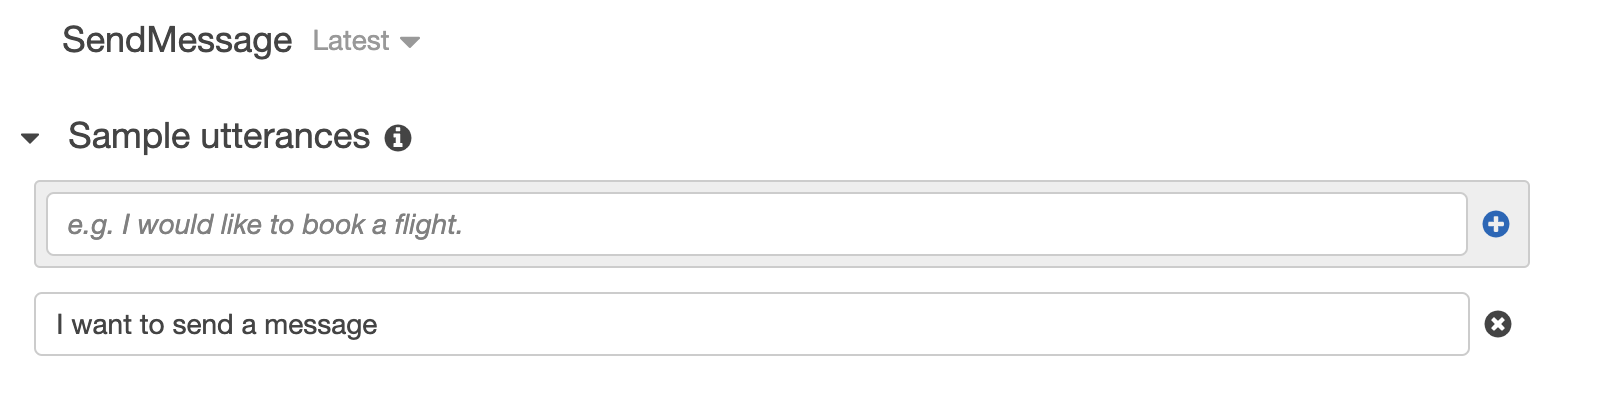 SendMessage Latest
Sample utterances
e.g. I would like to book a flight.
I want to send a message